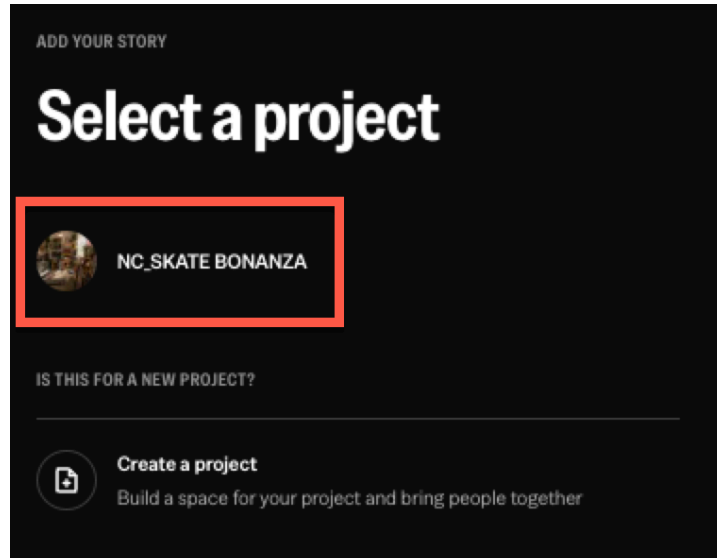 ADD YOUR STORY
Select a project
NC_SKATE BONANZA
IS THIS FOR A NEW PROJECT?
Create a project
Build a space for your project and bring people together